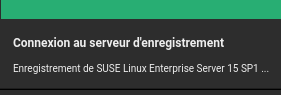 Connexion au serveur d'enregistrement
Enregistrement de SUSE Linux Enterprise Server 15 SP1 ...